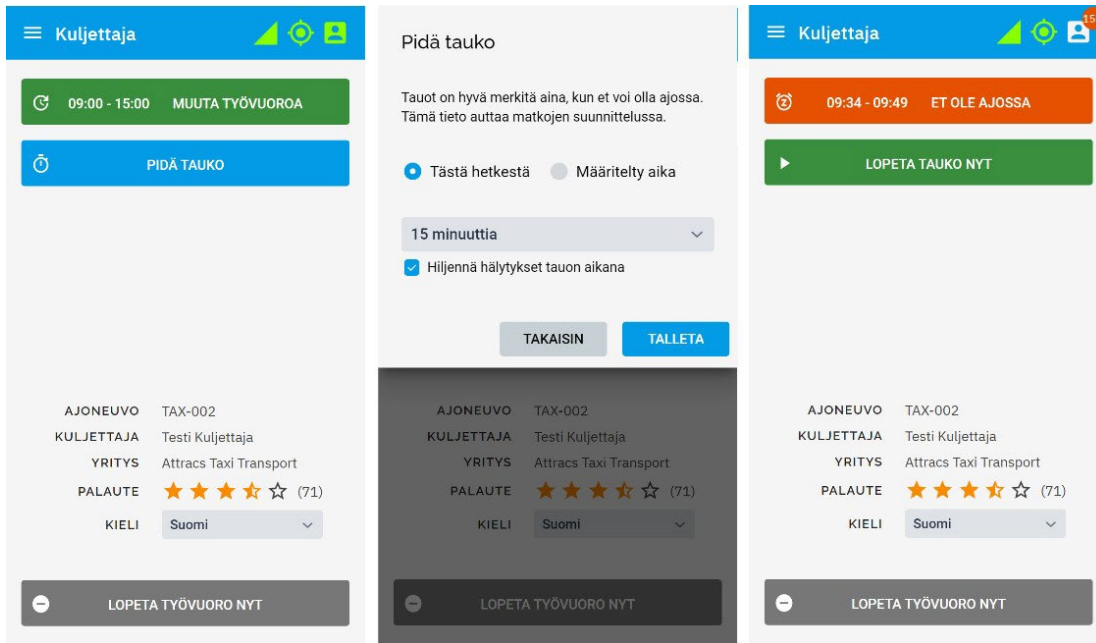 Kuljettaja
09:00 - 15:00 MUUTA TYÖVUOROA
PIDÄ TAUKO
AJONEUVO TAX-002
KULJETTAJA Testi Kuljettaja
YRITYS Attracs Taxi Transport
PALAUTE (71)
KIELI Suomi
LOPETA TYÖVUORO NYT
Pidä tauko
Tauot on hyvä merkitä aina, kun et voi olla ajossa.
Tämä tieto auttaa matkojen suunnittelussa.
Tästä hetkestä Määritelty aika
15 minuuttia
Hiljennä hälytykset tauon aikana
TAKAISIN TALLETA
AJONEUVO TAX-002
KULJETTAJA Testi Kuljettaja
YRITYS Attracs Taxi Transport
PALAUTE (71)
KIELI Suomi
LOPETA TYÖVUORO NYT
Kuljettaja 15
09:34 - 09:49 ET OLE AJOSSA
LOPETA TAUKO NYT
AJONEUVO TAX-002
KULJETTAJA Testi Kuljettaja
YRITYS Attracs Taxi Transport
PALAUTE (71)
KIELI Suomi
LOPETA TYÖVUORO NYT